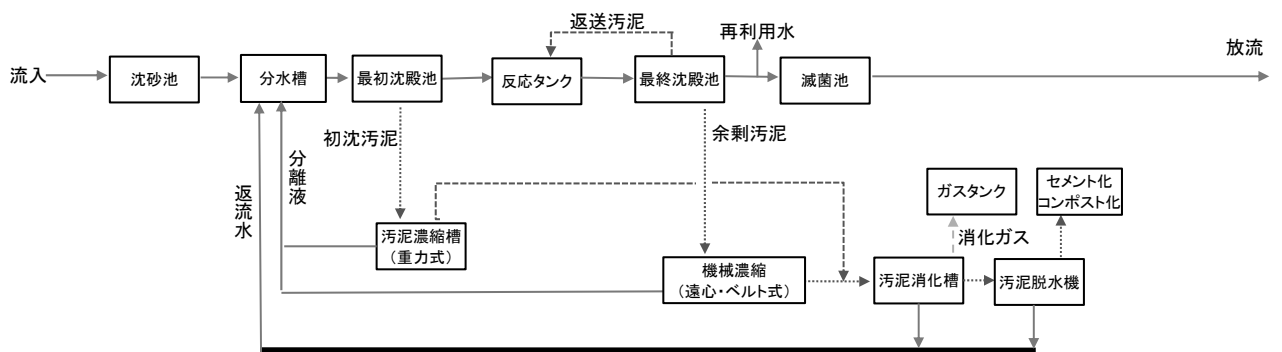 返送汚泥
再利用水
放流
流入
沈砂池
分水槽
最初沈殿池
反応タンク
最終沈殿池
滅菌池
初沈汚泥
余剰汚泥
分離液
返流水
ガスタンク
セメント化
コンポスト化
汚泥濃縮槽
(重力式)
消化ガス
機械濃縮
(遠心・ベルト式)
汚泥消化槽
汚泥脱水機